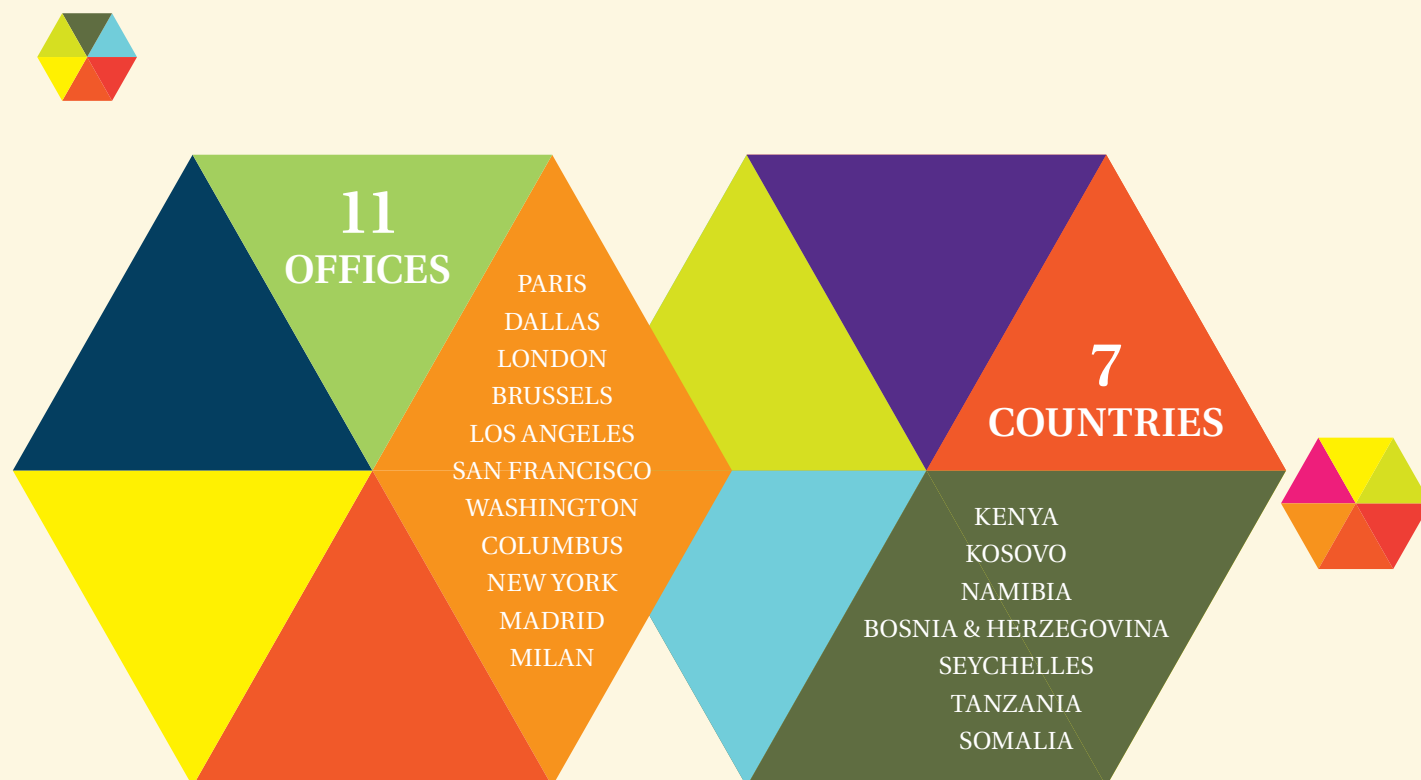 11
OFFICES
PARIS
DALLAS
LONDON
BRUSSELS
LOS ANGELES
SAN FRANCISCO
WASHINGTON
COLUMBUS
NEW YORK
MADRID
MILAN
7
COUNTRIES
KENYA
KOSOVO
NAMIBIA
BOSNIA & HERZEGOVINA
SEYCHELLES
TANZANIA
SOMALIA